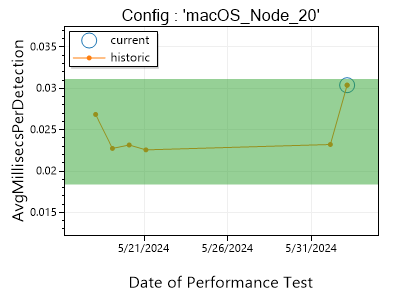 Config : 'macOS_Node_20'
current
historic
AvgMillisecsPerDetection
0.035
0.03
0.025
0.02
0.015
5/21/2024
5/26/2024
5/31/2024
Date of Performance Test